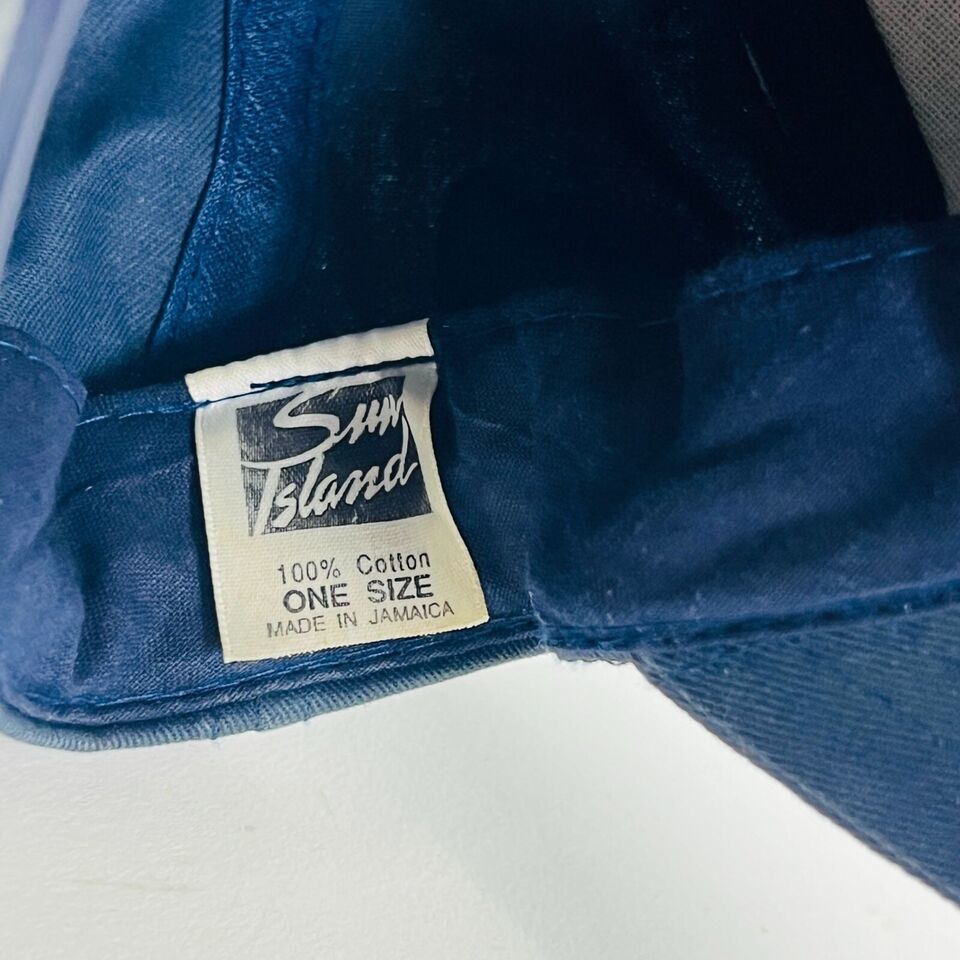 Sun
Island
100% Cotton
ONE SIZE
MADE IN JAMAICA